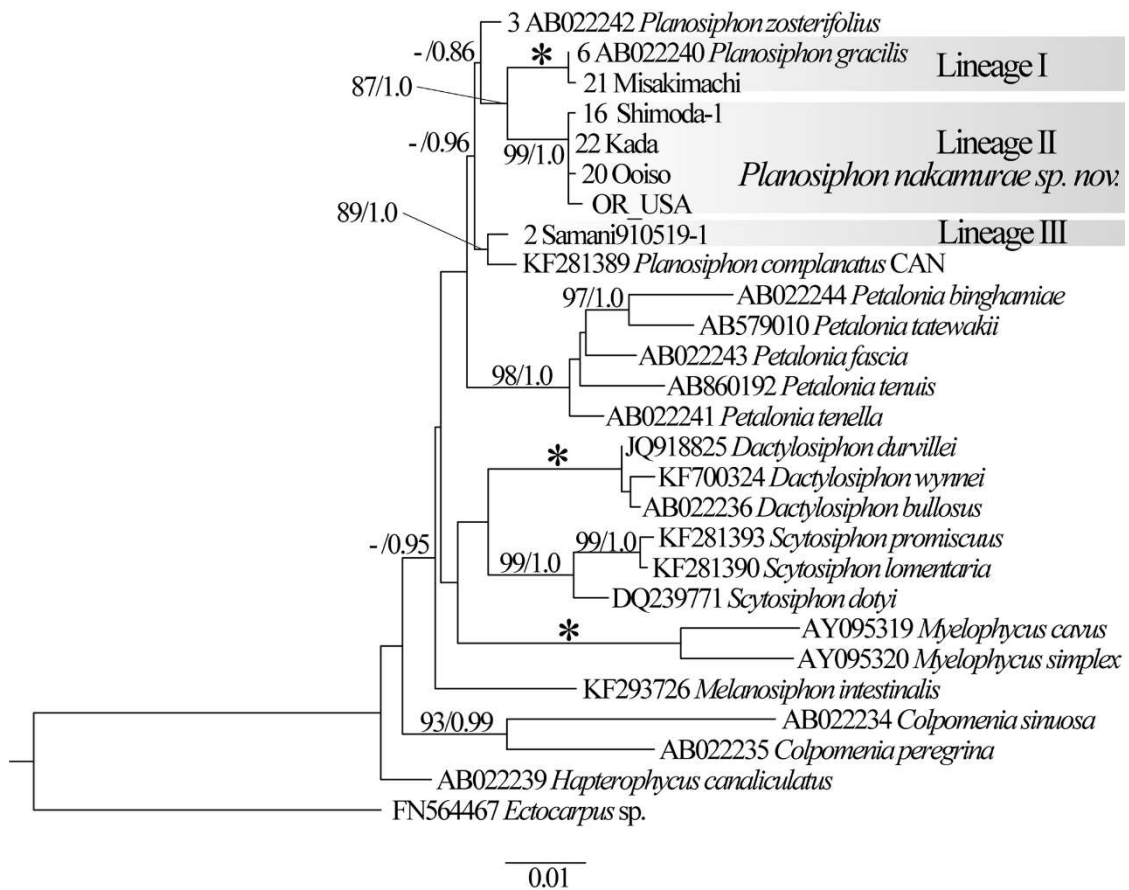 3 AB022242 Planosiphon zosterifolius
- /0.86
6 AB022240 Planosiphon gracilis
*
Lineage I
21 Misakimachi
87/1.0
16 Shimoda-1
- /0.96
22 Kada
Lineage II
99/1.0
20 Ooiso
Planosiphon nakamurae sp. nov.
OR_USA
89/1.0
2 Samani910519-1
Lineage III
KF281389 Planosiphon complanatus CAN
97/1.0
AB022244 Petalonia binghamiae
AB579010 Petalonia tatewakii
AB022243 Petalonia fascia
98/1.0
AB860192 Petalonia tenuis
AB022241 Petalonia tenella
JQ918825 Dactylosiphon durvillei
*
KF700324 Dactylosiphon wynnei
AB022236 Dactylosiphon bullosus
- /0.95
99/1.0
KF281393 Scytosiphon promiscuus
99/1.0
KF281390 Scytosiphon lomentaria
DQ239771 Scytosiphon dotyi
*
AY095319 Myelophycus cavus
AY095320 Myelophycus simplex
KF293726 Melanosiphon intestinalis
93/0.99
AB022234 Colpomenia sinuosa
AB022235 Colpomenia peregrina
AB022239 Hapterophycus canaliculatus
FN564467 Ectocarpus sp.
0.01